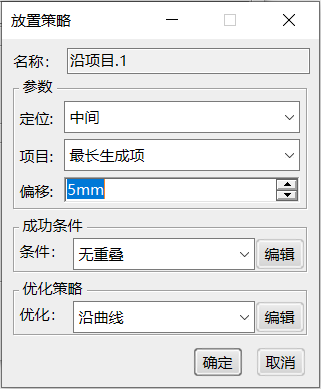 放置策略
名称： 沿项目.1
参数
定位: 中间
项目: 最长生成项
偏移: 5mm
成功条件
条件： 无重叠 编辑
优化策略
优化： 沿曲线 编辑
确定 取消